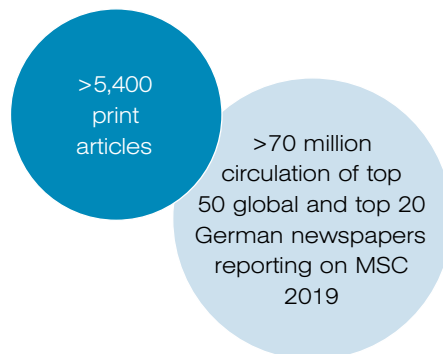 >5,400
print
articles
>70 million
circulation of top
50 global and top 20
German newspapers
reporting on MSC
2019